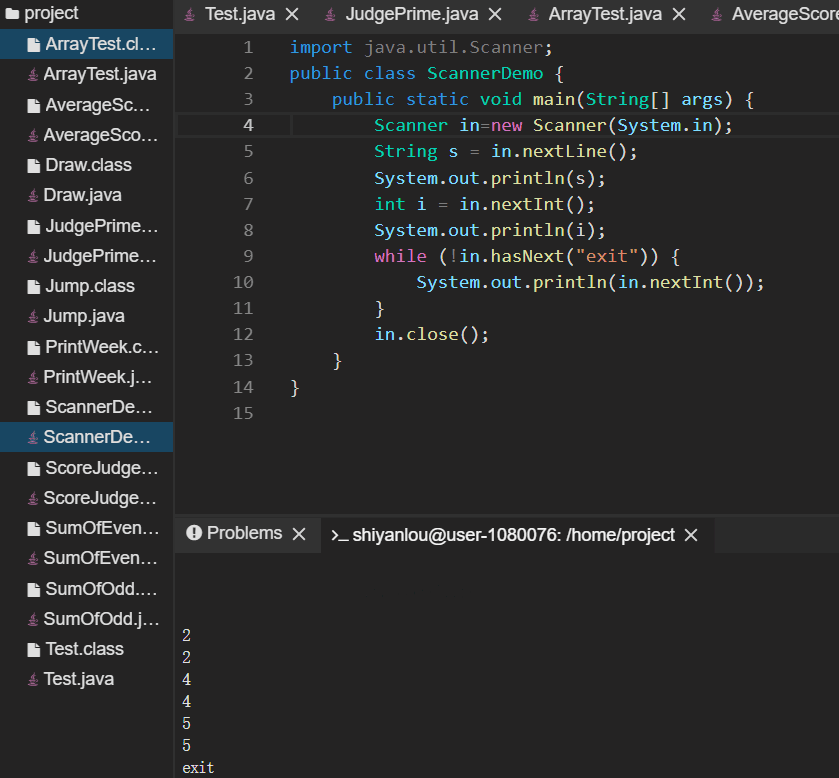 project
ArrayTest.cl...
ArrayTest.java
AverageSc...
AverageSco...
Draw.class
Draw.java
JudgePrime...
JudgePrime...
Jump.class
Jump.java
PrintWeek.c...
PrintWeek.j...
ScannerDe...
ScannerDe...
ScoreJudge...
ScoreJudge...
SumOfEven...
SumOfEven...
SumOfOdd....
SumOfOdd.j...
Test.class
Test.java
Test.java JudgePrime.java ArrayTest.java AverageScore
1 import java.util.Scanner;
2 public class ScannerDemo {
3 public static void main(String[] args) {
4 Scanner in=new Scanner(System.in);
5 String s = in.nextLine();
6 System.out.println(s);
7 int i = in.nextInt();
8 System.out.println(i);
9 while (!in.hasNext("exit")) {
10 System.out.println(in.nextInt());
11 }
12 in.close();
13 }
14 }
15
Problems >_ shiyanlou@user-1080076: /home/project
2
2
4
4
5
5
exit